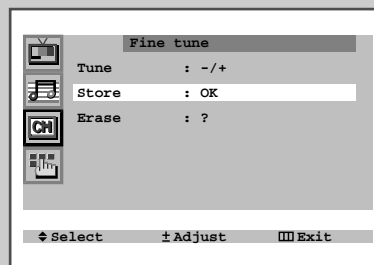 Fine tune
Tune : -/+
Store : OK
CH
Erase : ?
Select ± Adjust Exit